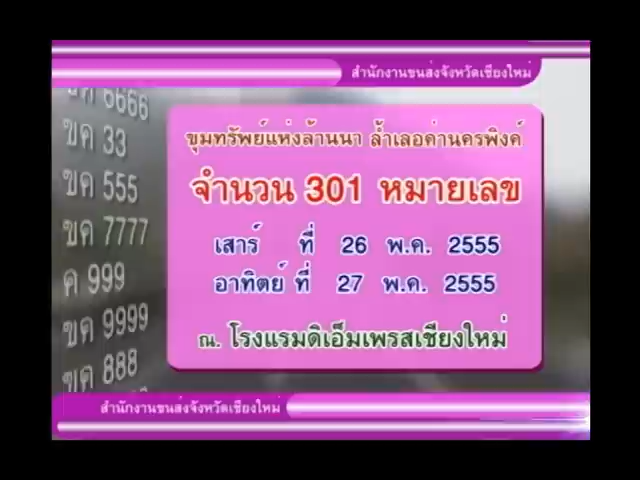 สำนักงานขนส่งจังหวัดเชียงใหม่
ขค 6666
ขค 33
ขค 555
ขค 7777
ค 999
ขค 9999
ขค 888
ขุมทรัพย์แห่งล้านนา ล้ำเลอค่านครพิงค์
จำนวน 301 หมายเลข
เสาร์ ที่ 26 พ.ค. 2555
อาทิตย์ ที่ 27 พ.ค. 2555
ณ. โรงแรมดิเอ็มเพรสเชียงใหม่
สำนักงานขนส่งจังหวัดเชียงใหม่